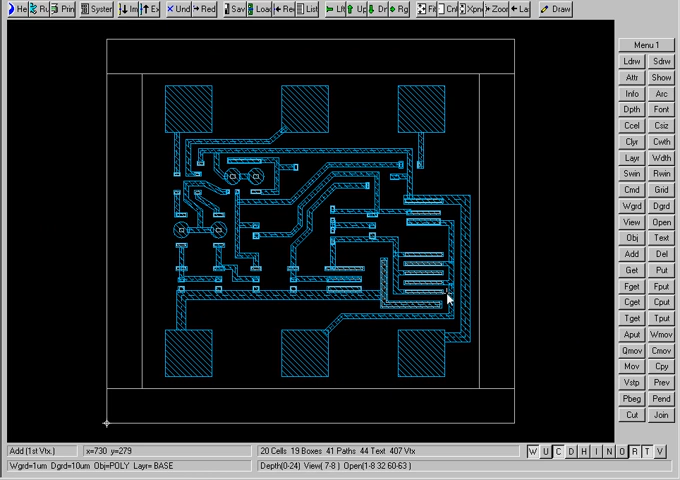 He Ru Prin System Im Ex Und Red Sav Load Rec List Lft Up Dn Rg Fit Cnt Xpn Zoo La Draw
Menu 1
Ldrw Sdrw
Attr Show
Info Arc
Dpth Font
Ccel Csiz
Clyr Cwth
Layr Wdth
Swin Rwin
Cmd Grid
Wgrd Dgrd
View Open
Obj Text
Add Del
Get Put
Fget Fput
Cget Cput
Tget Tput
Aput Wmov
Qmov Cmov
Mov Cpy
Vstp Prev
Pbeg Pend
Cut Join
Add (1st Vtx.) x=730 y=279 20 Cells 19 Boxes 41 Paths 44 Text 407 Vtx W U C D H I N O R T V
Wgrd=1um Dgrd=10um Obj=POLY Layr= BASE Depth(0-24) View( 7-8 ) Open(1-8 32 60-63 )